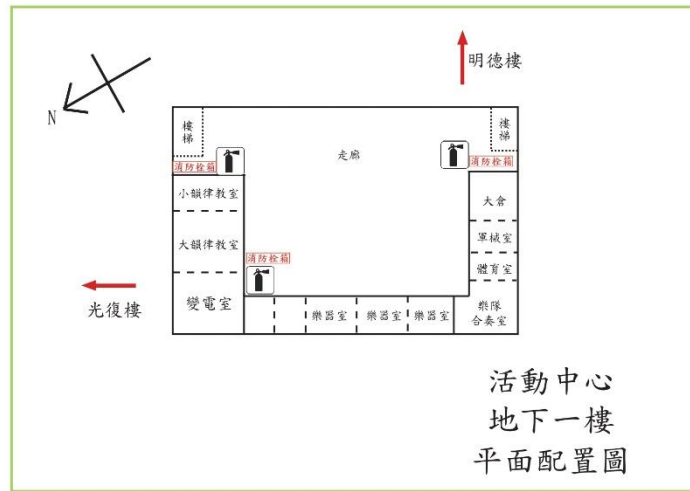 明德樓
N
樓梯
走廊
樓梯
消防栓箱
消防栓箱
小韻律教室
大倉
大韻律教室
軍械室
消防栓箱
體育室
光復樓
變電室
樂器室
樂器室
樂器室
樂隊
合奏室
活動中心
地下一樓
平面配置圖